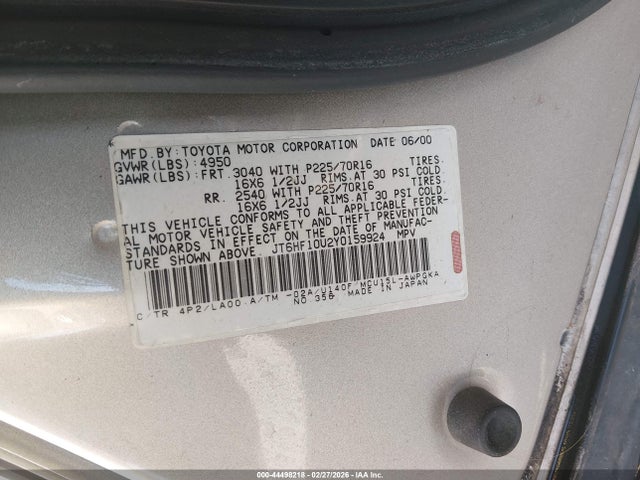 MFD.BY:TOYOTA MOTOR CORPORATION DATE 06/00
GVWR(LBS):4950
GAWR(LBS):FRT.3040 WITH P225/70R16 TIRES.
16X6 1/2JJ RIMS.AT 30 PSI COLD.
RR. 2540 WITH P225/70R16 TIRES.
16X6 1/2JJ RIMS.AT 30 PSI COLD.
THIS VEHICLE CONFORMS TO ALL APPLICABLE FEDER-
AL MOTOR VEHICLE SAFETY AND THEFT PREVENTION
STANDARDS IN EFFECT ON THE DATE OF MANUFAC-
TURE SHOWN ABOVE. JT6HF10U2Y0159924 MPV
C/TR 4P2/LA00.A/TM -02A/U140F MCU15L-AWPGKA
NO.356 MADE IN JAPAN
000-44498218 - 02/27/2026 - IAA Inc.